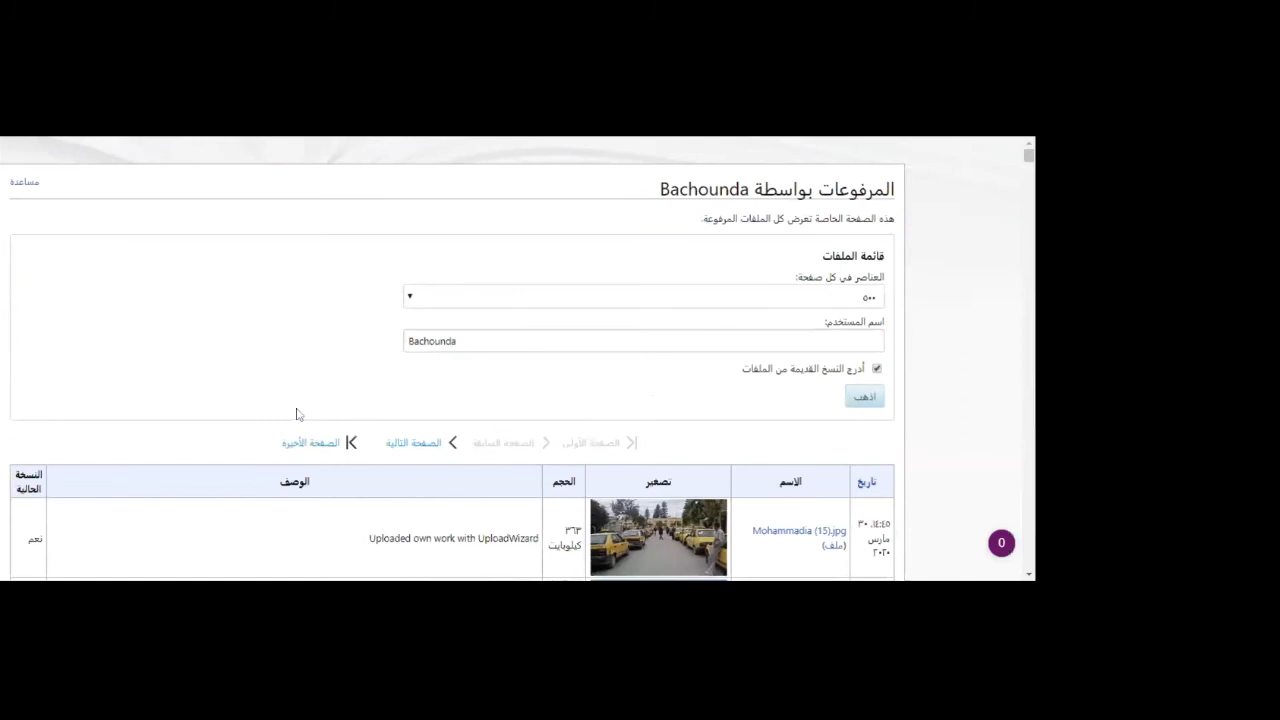 المرفوعات بواسطة Bachounda
مساعدة
هذه الصفحة الخاصة تعرض كل الملفات المرفوعة.
قائمة الملفات
العناصر في كل صفحة:
٥٠٠
اسم المستخدم:
Bachounda
أدرج النسخ القديمة من الملفات
اذهب
الصفحة الأولى الصفحة السابقة الصفحة التالية الصفحة الأخيرة
تاريخ الاسم تصغير الحجم الوصف النسخة الحالية
١٤:٤٥، ٣٠
مارس
٢٠٢٠
Mohammadia (15).jpg
(ملف)
٣٦٣
كيلوبايت
Uploaded own work with UploadWizard
نعم
0